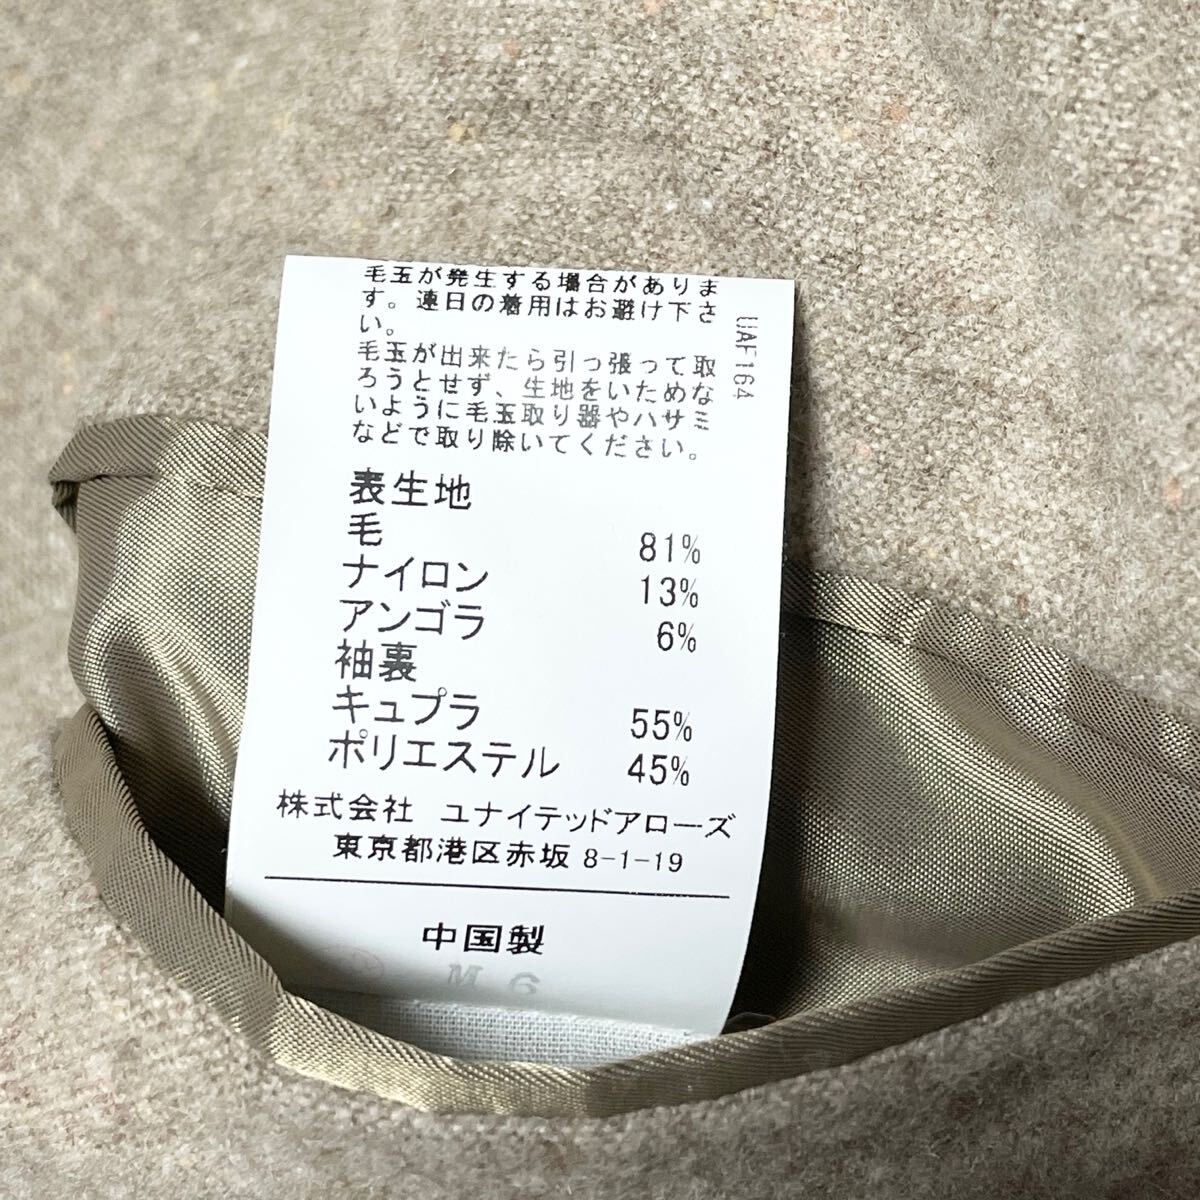 毛玉が発生する場合がありま
す。連日の着用はお避け下さ
い。
毛玉が出来たら引っ張って取
ろうとせず、生地をいためな
いように毛玉取り器やハサミ
などで取り除いてください。
UAF164
表生地
毛 81%
ナイロン 13%
アンゴラ 6%
袖裏
キュプラ 55%
ポリエステル 45%
株式会社 ユナイテッドアローズ
東京都港区赤坂 8-1-19
中国製
M 6